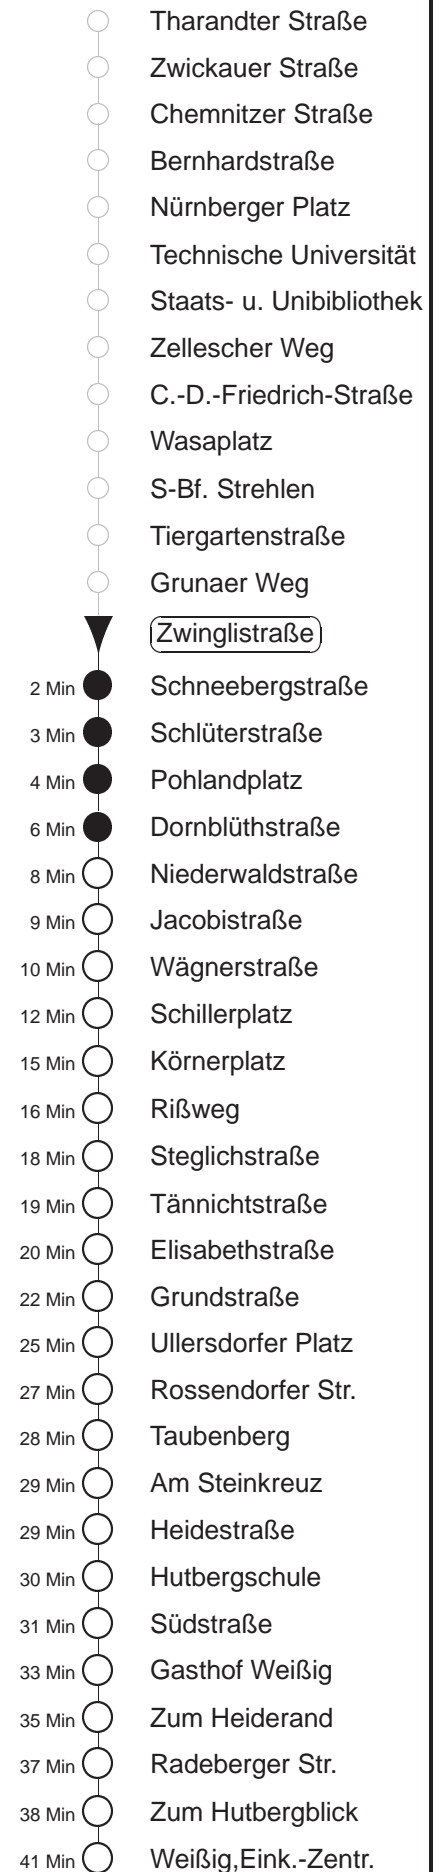 Tharandter Straße
Zwickauer Straße
Chemnitzer Straße
Bernhardstraße
Nürnberger Platz
Technische Universität
Staats- u. Unibibliothek
Zellescher Weg
C.-D.-Friedrich-Straße
Wasaplatz
S-Bf. Strehlen
Tiergartenstraße
Grunaer Weg
Zwinglistraße
2 Min Schneebergstraße
3 Min Schlüterstraße
4 Min Pohlandplatz
6 Min Dornblüthstraße
8 Min Niederwaldstraße
9 Min Jacobistraße
10 Min Wägnerstraße
12 Min Schillerplatz
15 Min Körnerplatz
16 Min Rißweg
18 Min Steglichstraße
19 Min Tännichtstraße
20 Min Elisabethstraße
22 Min Grundstraße
25 Min Ullersdorfer Platz
27 Min Rossendorfer Str.
28 Min Taubenberg
29 Min Am Steinkreuz
29 Min Heidestraße
30 Min Hutbergschule
31 Min Südstraße
33 Min Gasthof Weißig
35 Min Zum Heiderand
37 Min Radeberger Str.
38 Min Zum Hutbergblick
41 Min Weißig,Eink.-Zentr.